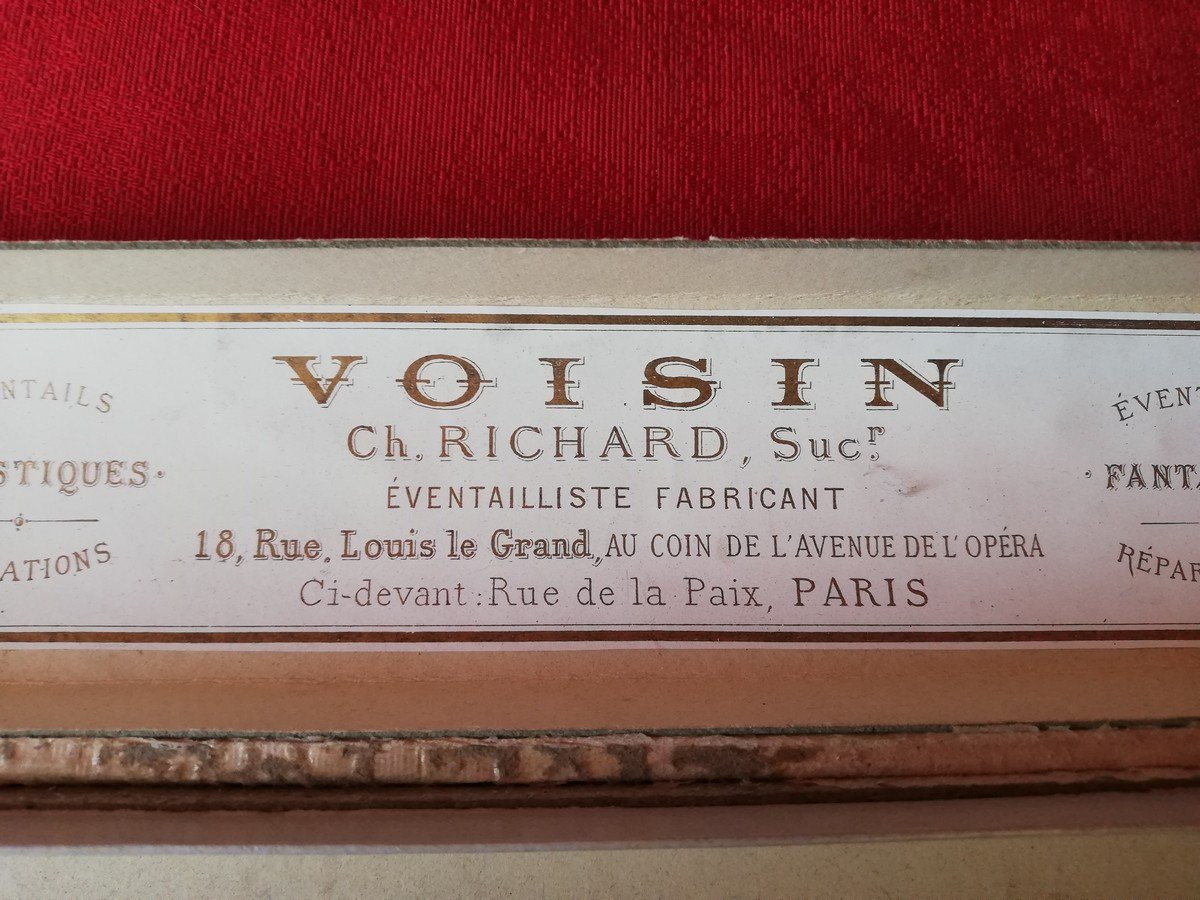 NTAILS
STIQUES·
ATIONS
VOISIN
Ch. RICHARD, Sucr.
ÉVENTAILLISTE FABRICANT
18, Rue. Louis le Grand, AU COIN DE L'AVENUE DE L'OPÉRA
Ci-devant: Rue de la Paix, PARIS
ÉVENT
· FANTA
RÉPAR